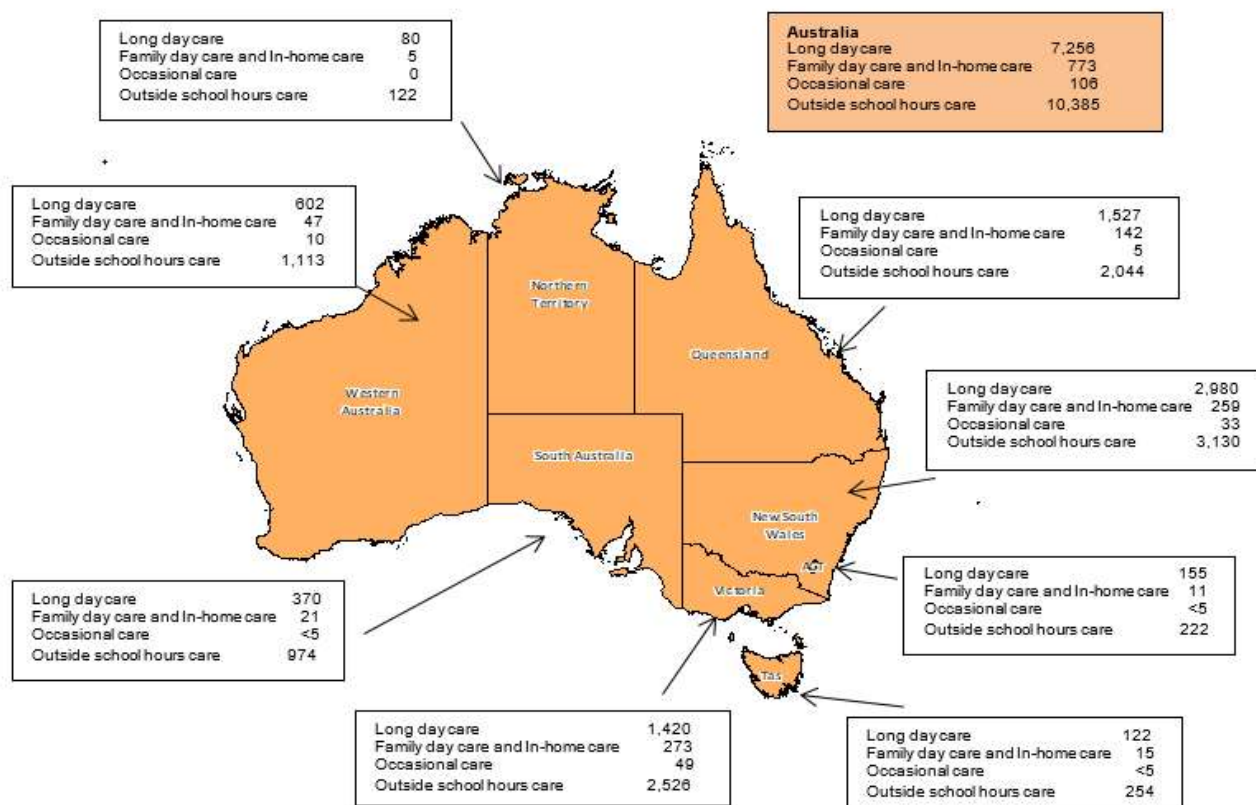 Long day care 80
Family day care and In-home care 5
Occasional care 0
Outside school hours care 122
Australia
Long day care 7,256
Family day care and In-home care 773
Occasional care 106
Outside school hours care 10,385
Long day care 602
Family day care and In-home care 47
Occasional care 10
Outside school hours care 1,113
Long day care 1,527
Family day care and In-home care 142
Occasional care 5
Outside school hours care 2,044
Northern
Territory
Queensland
Western
Australia
Long day care 2,980
Family day care and In-home care 259
Occasional care 33
Outside school hours care 3,130
South Australia
New South
Wales
ACT
Victoria
Long day care 155
Family day care and In-home care 11
Occasional care <5
Outside school hours care 222
Long day care 370
Family day care and In-home care 21
Occasional care <5
Outside school hours care 974
Tas
Long day care 1,420
Family day care and In-home care 273
Occasional care 49
Outside school hours care 2,526
Long day care 122
Family day care and In-home care 15
Occasional care <5
Outside school hours care 254